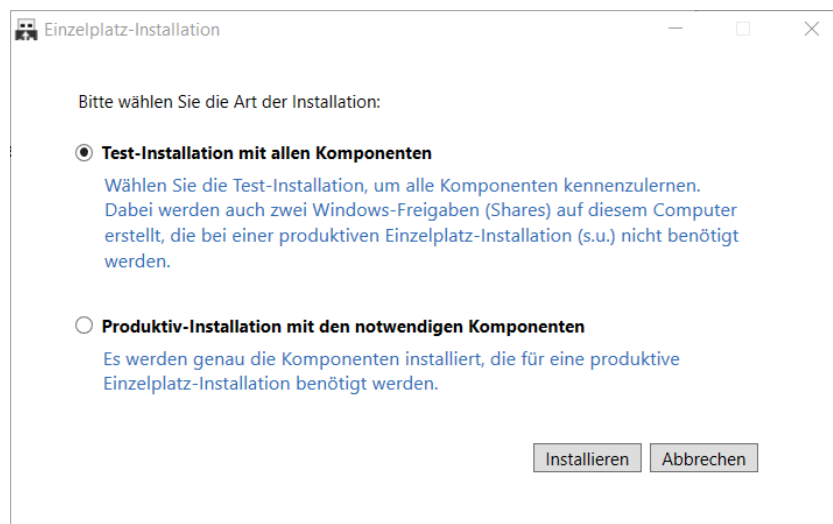 Einzelplatz-Installation
Bitte wählen Sie die Art der Installation:
Test-Installation mit allen Komponenten
Wählen Sie die Test-Installation, um alle Komponenten kennenzulernen.
Dabei werden auch zwei Windows-Freigaben (Shares) auf diesem Computer
erstellt, die bei einer produktiven Einzelplatz-Installation (s.u.) nicht benötigt
werden.
Produktiv-Installation mit den notwendigen Komponenten
Es werden genau die Komponenten installiert, die für eine produktive
Einzelplatz-Installation benötigt werden.
Installieren Abbrechen